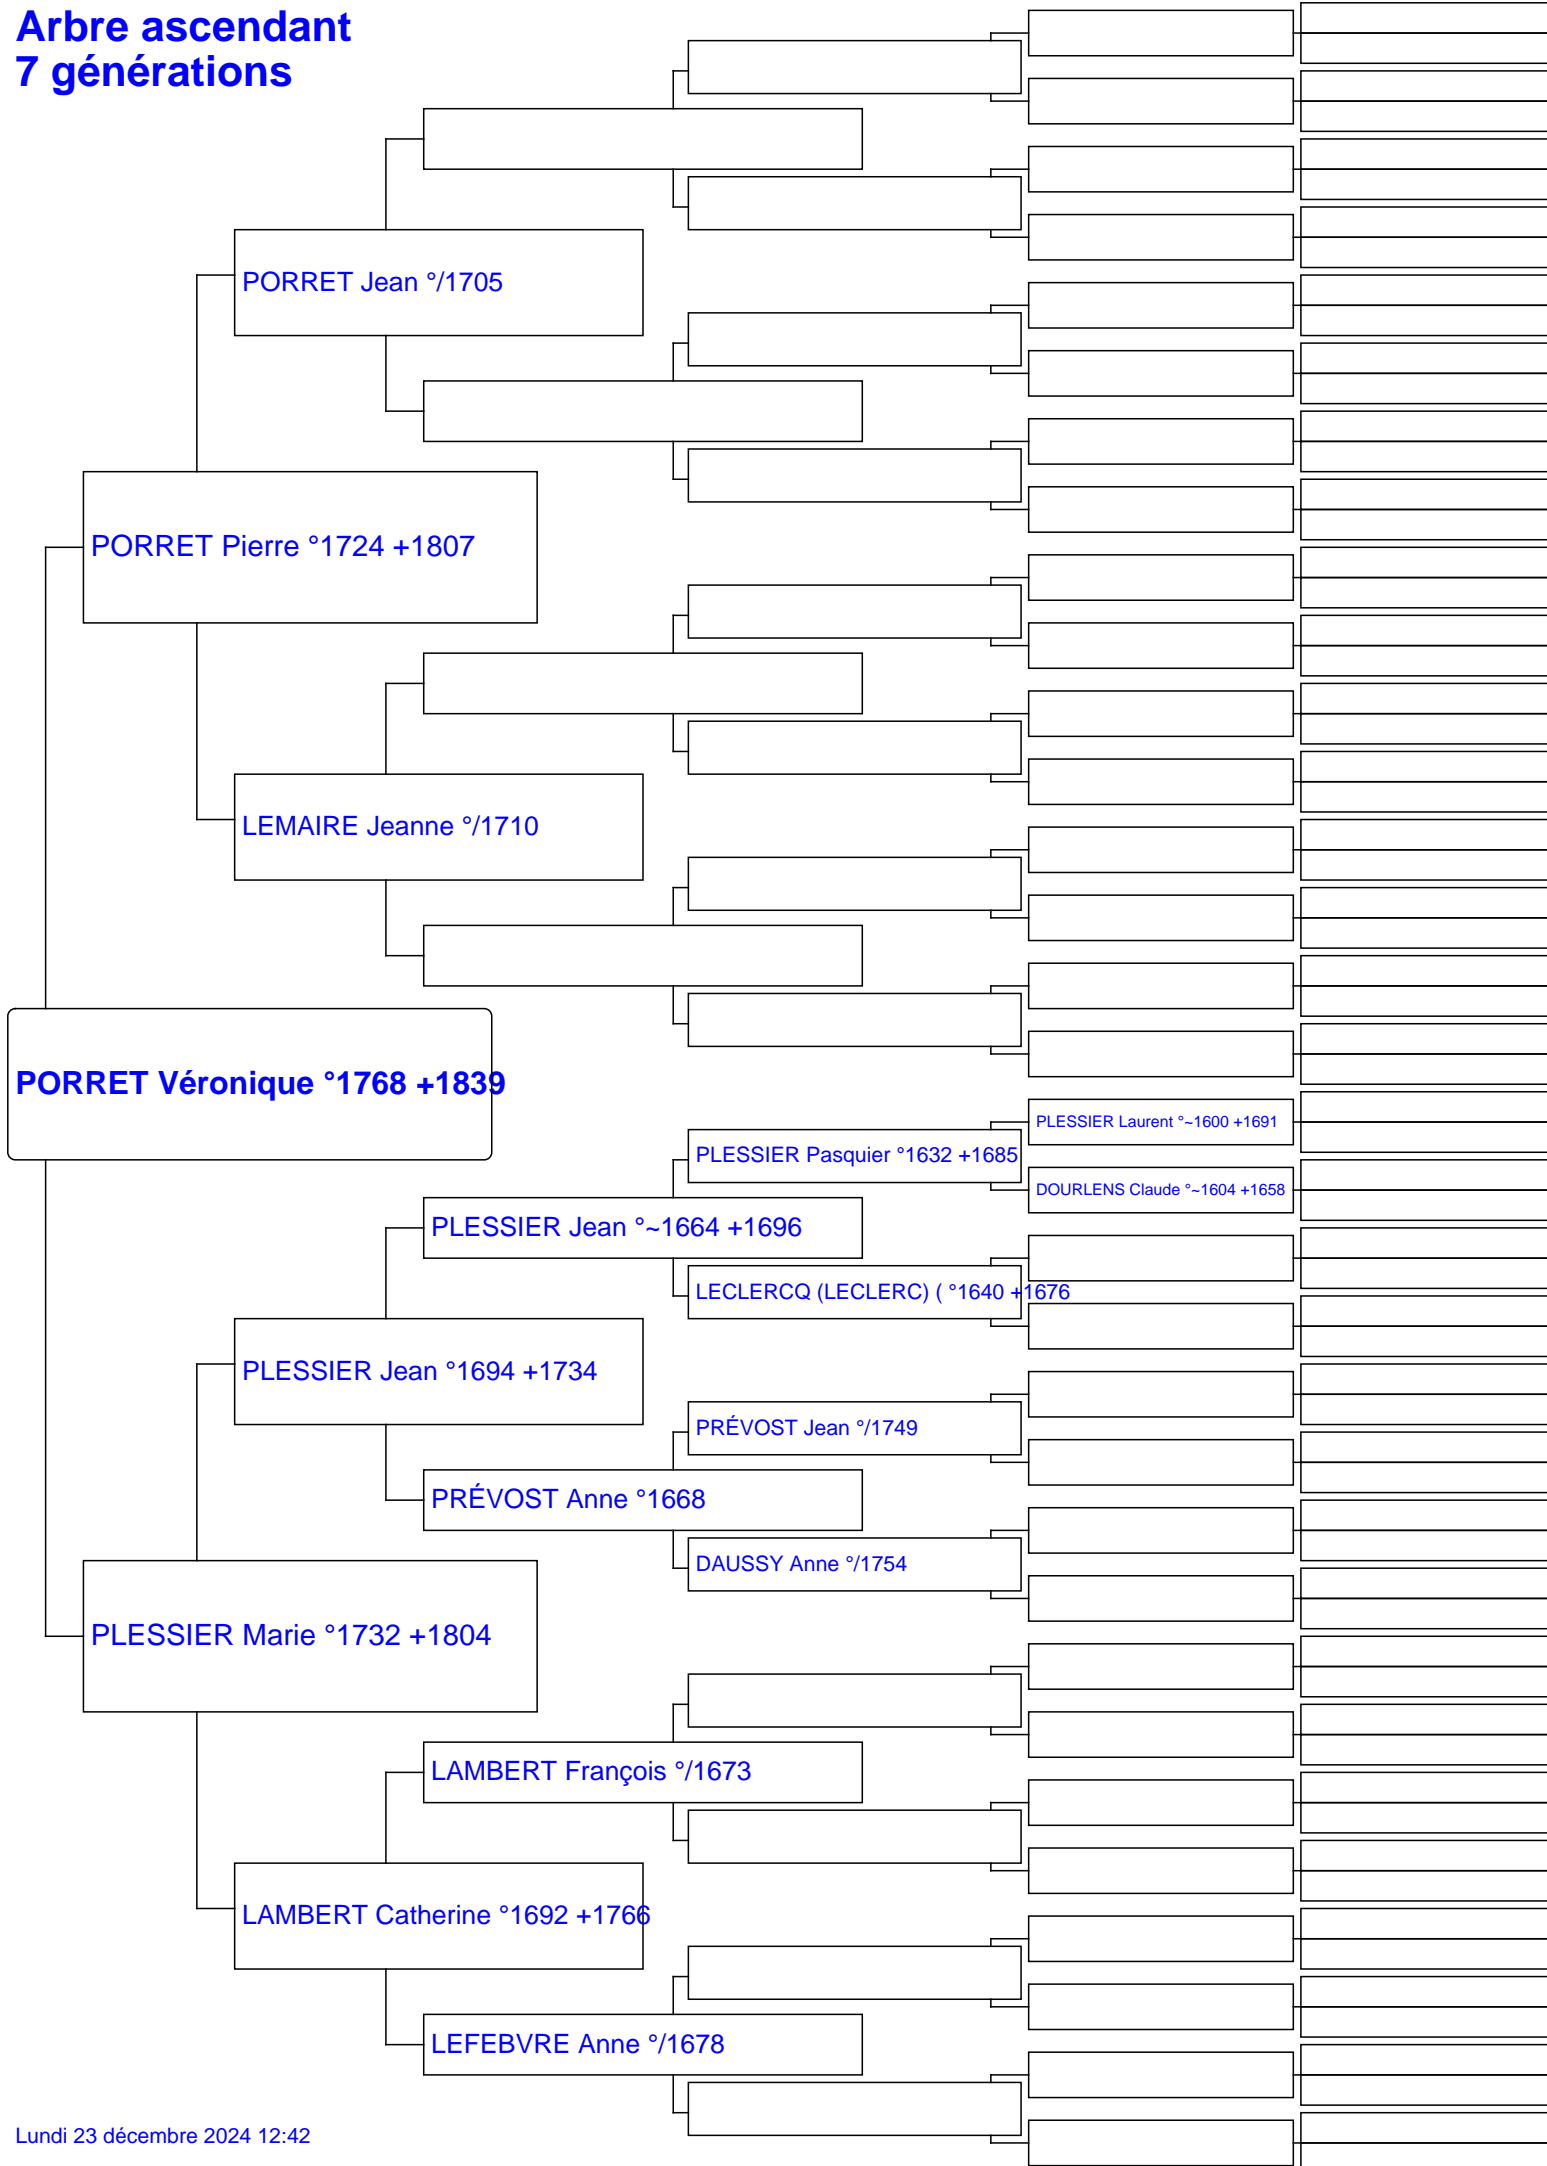 Arbre ascendant
7 générations
PORRET Jean °/1705
PORRET Pierre °1724 +1807
LEMAIRE Jeanne °/1710
PORRET Véronique °1768 +1839
PLESSIER Laurent °~1600 +1691
PLESSIER Pasquier °1632 +1685
DOURLENS Claude °~1604 +1658
PLESSIER Jean °~1664 +1696
LECLERCQ (LECLERC) ( °1640 +1676
PLESSIER Jean °1694 +1734
PRÉVOST Jean °/1749
PRÉVOST Anne °1668
DAUSSY Anne °/1754
PLESSIER Marie °1732 +1804
LAMBERT François °/1673
LAMBERT Catherine °1692 +1766
LEFEBVRE Anne °/1678
Lundi 23 décembre 2024 12:42